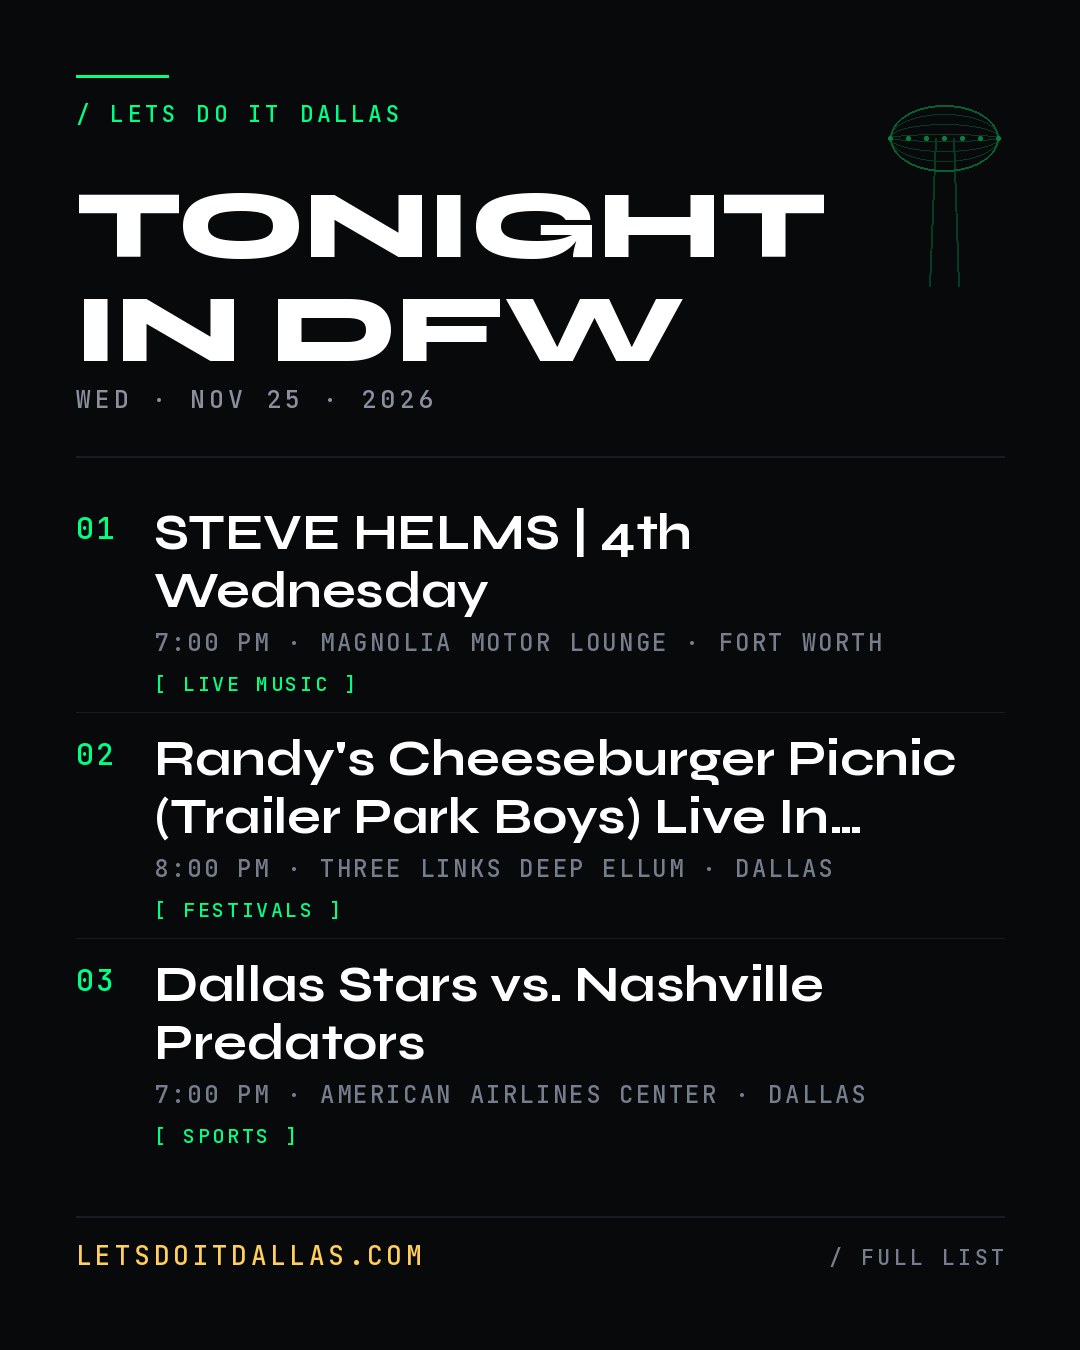 / LETS DO IT DALLAS
TONIGHT
IN DFW
WED · NOV 25 · 2026
01
STEVE HELMS | 4th
Wednesday
7:00 PM · MAGNOLIA MOTOR LOUNGE · FORT WORTH
[ LIVE MUSIC ]
02
Randy's Cheeseburger Picnic
(Trailer Park Boys) Live In...
8:00 PM · THREE LINKS DEEP ELLUM · DALLAS
[ FESTIVALS ]
03
Dallas Stars vs. Nashville
Predators
7:00 PM · AMERICAN AIRLINES CENTER · DALLAS
[ SPORTS ]
LETSDOITDALLAS.COM
/ FULL LIST